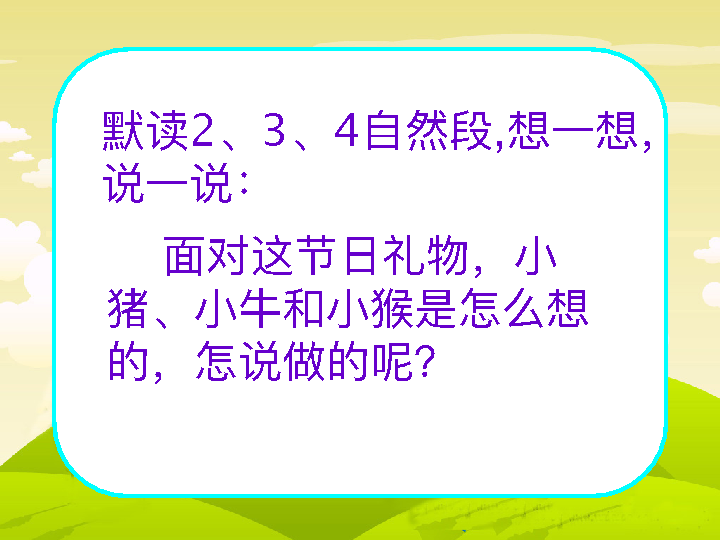 默读2、3、4自然段,想一想,
说一说：
面对这节日礼物，小
猪、小牛和小猴是怎么想
的，怎说做的呢？